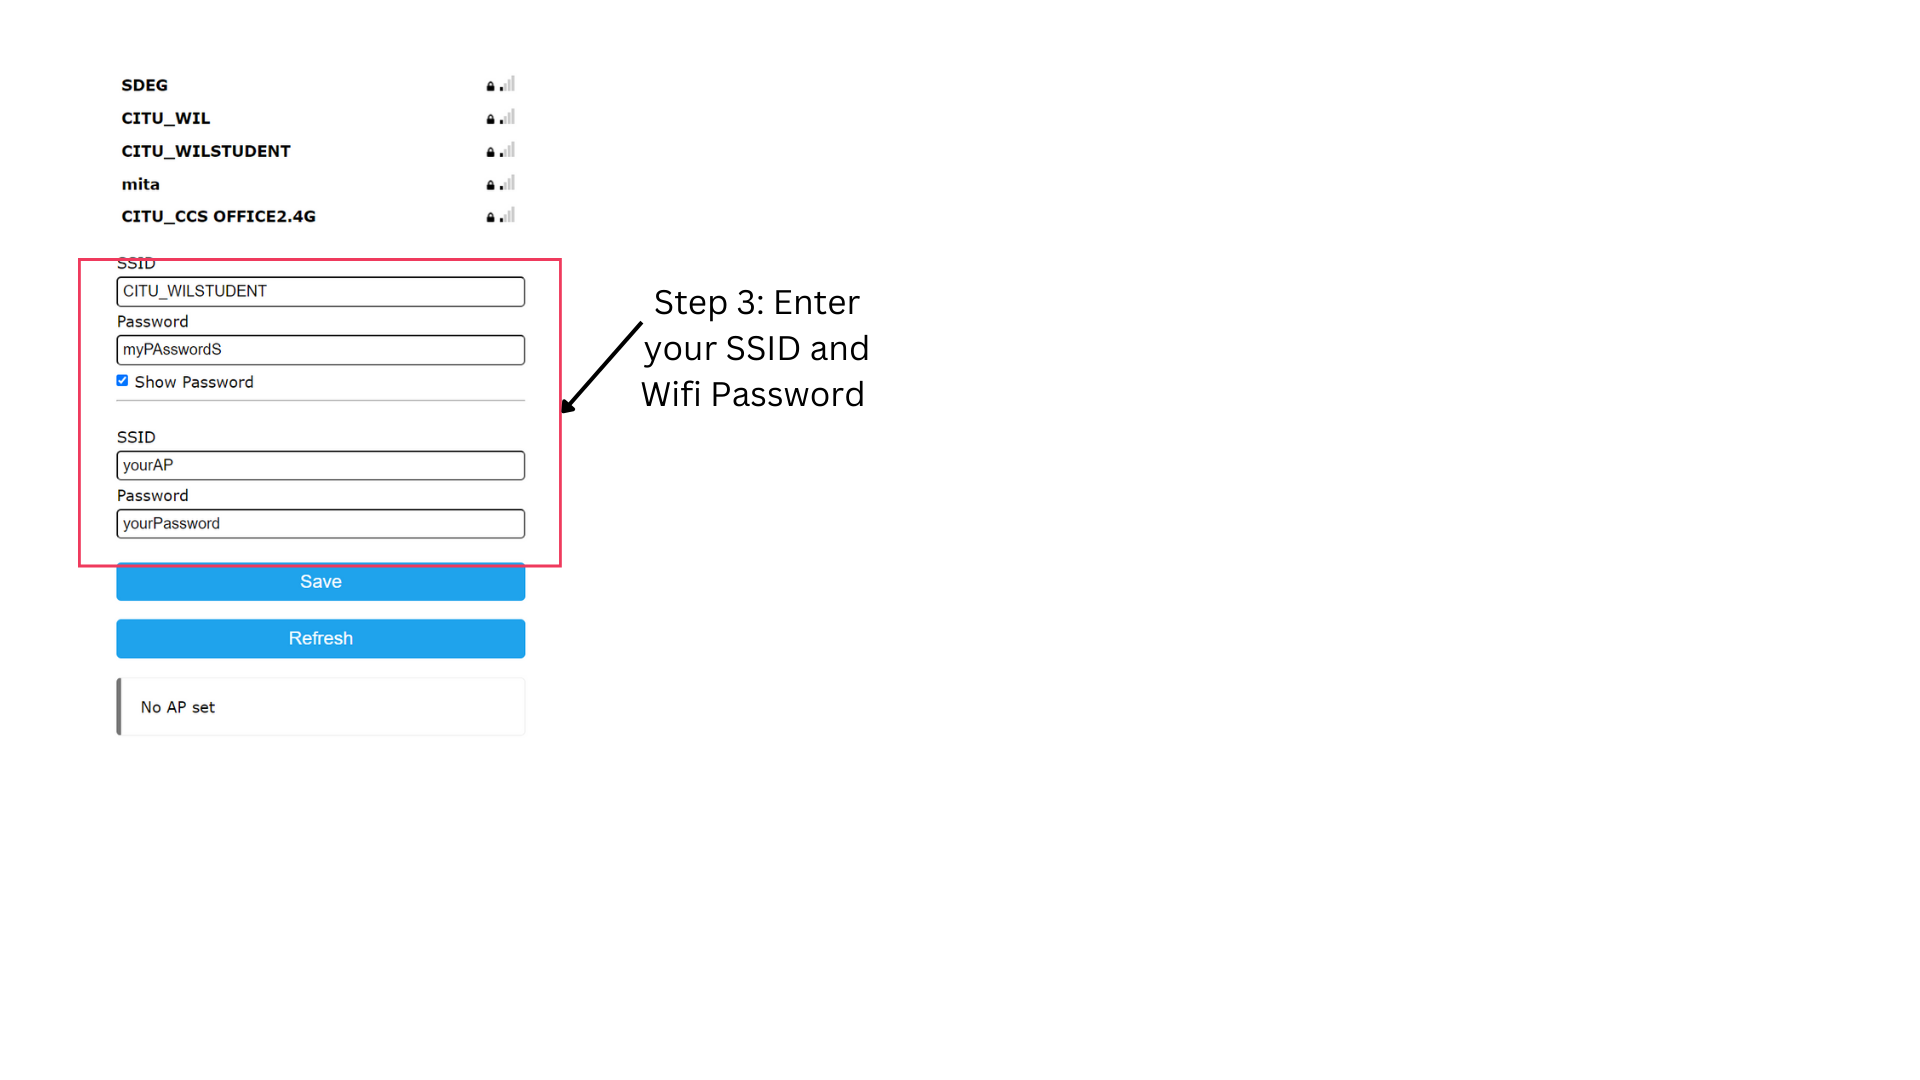 SDEG
CITU_WIL
CITU_WILSTUDENT
mita
CITU_CCS OFFICE2.4G
SSID
CITU_WILSTUDENT
Password
myPAsswordS
Show Password
SSID
yourAP
Password
yourPassword
Save
Refresh
No AP set
Step 3: Enter
your SSID and
Wifi Password